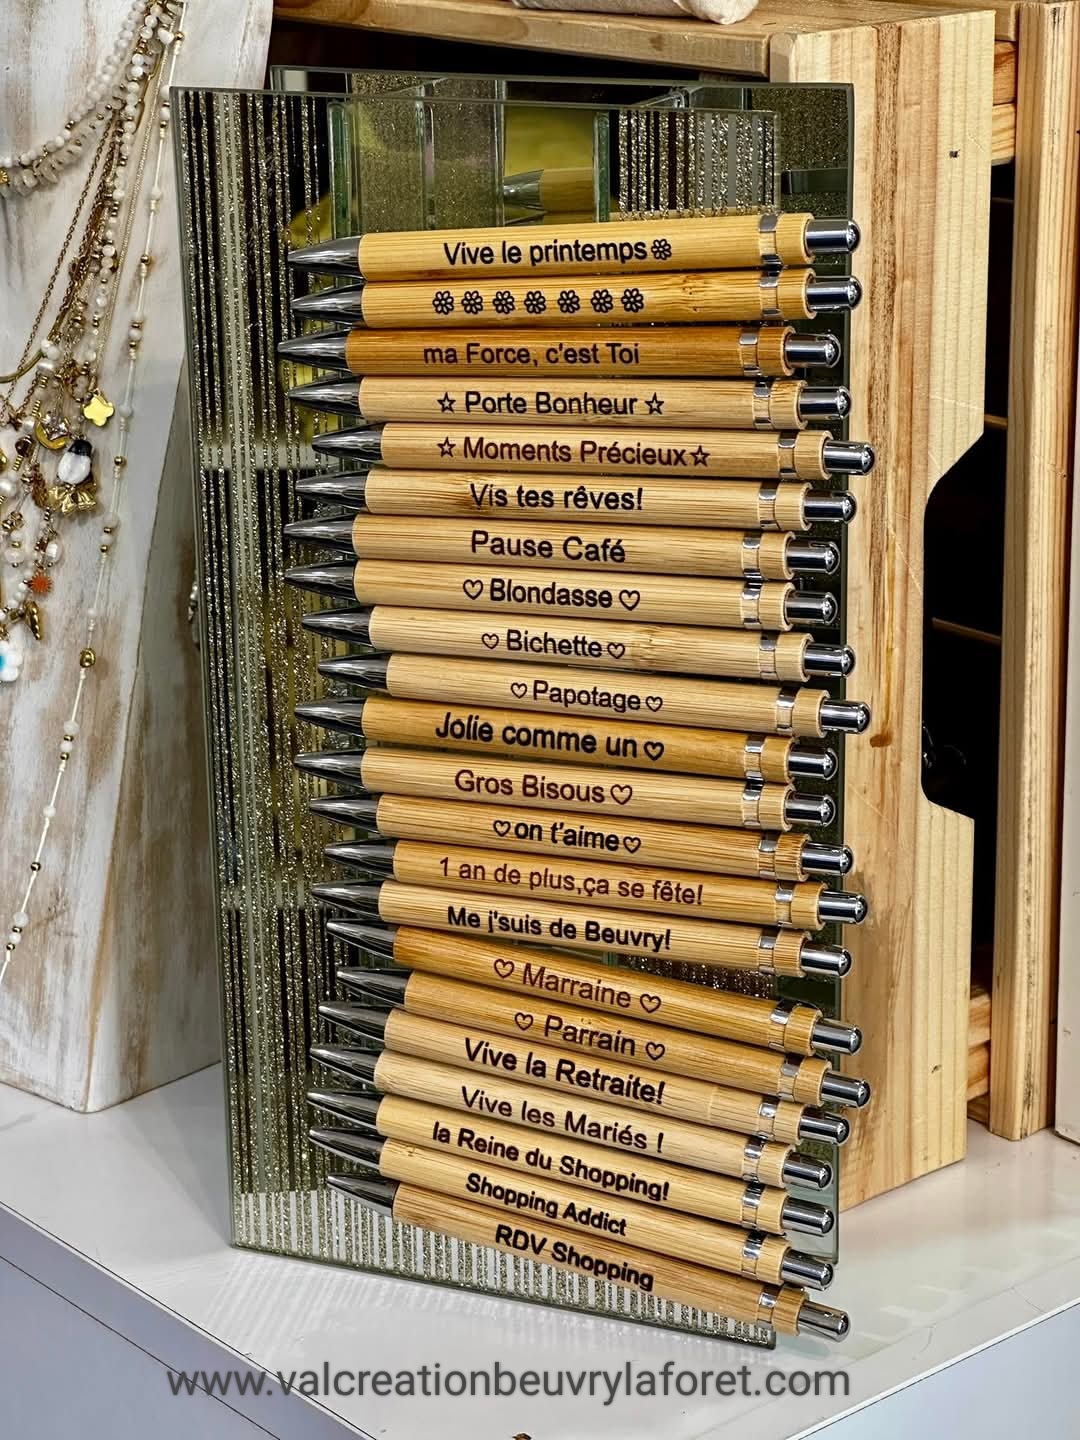 Vive le printemps
ma Force, c'est Toi
☆ Porte Bonheur ☆
☆ Moments Précieux ☆
Vis tes rêves!
Pause Café
♡ Blondasse ♡
♡ Bichette ♡
♡ Papotage ♡
Jolie comme un ♡
Gros Bisous ♡
♡ on t'aime ♡
1 an de plus,ça se fête!
Me j'suis de Beuvry!
♡ Marraine ♡
♡ Parrain ♡
Vive la Retraite!
Vive les Mariés !
la Reine du Shopping!
Shopping Addict
RDV Shopping
www.valcreationbeuvrylaforet.com